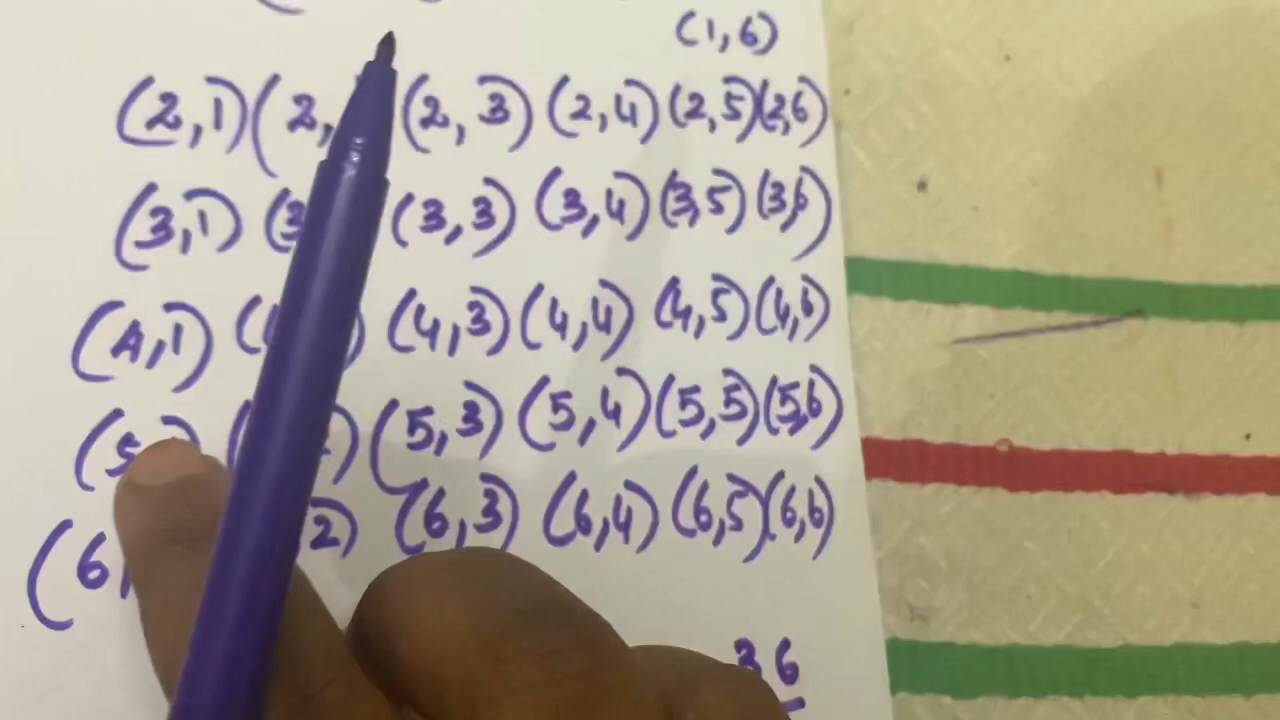 (1,6)
(2,1) (2, (2,3) (2,4) (2,5) (2,6)
(3,1) (3 (3,3) (3,4) (3,5) (3,6)
(4,1) ( ) (4,3) (4,4) (4,5) (4,6)
(5, ) ( ) (5,3) (5,4) (5,5) (5,6)
(6, 2) (6,3) (6,4) (6,5) (6,6)
36